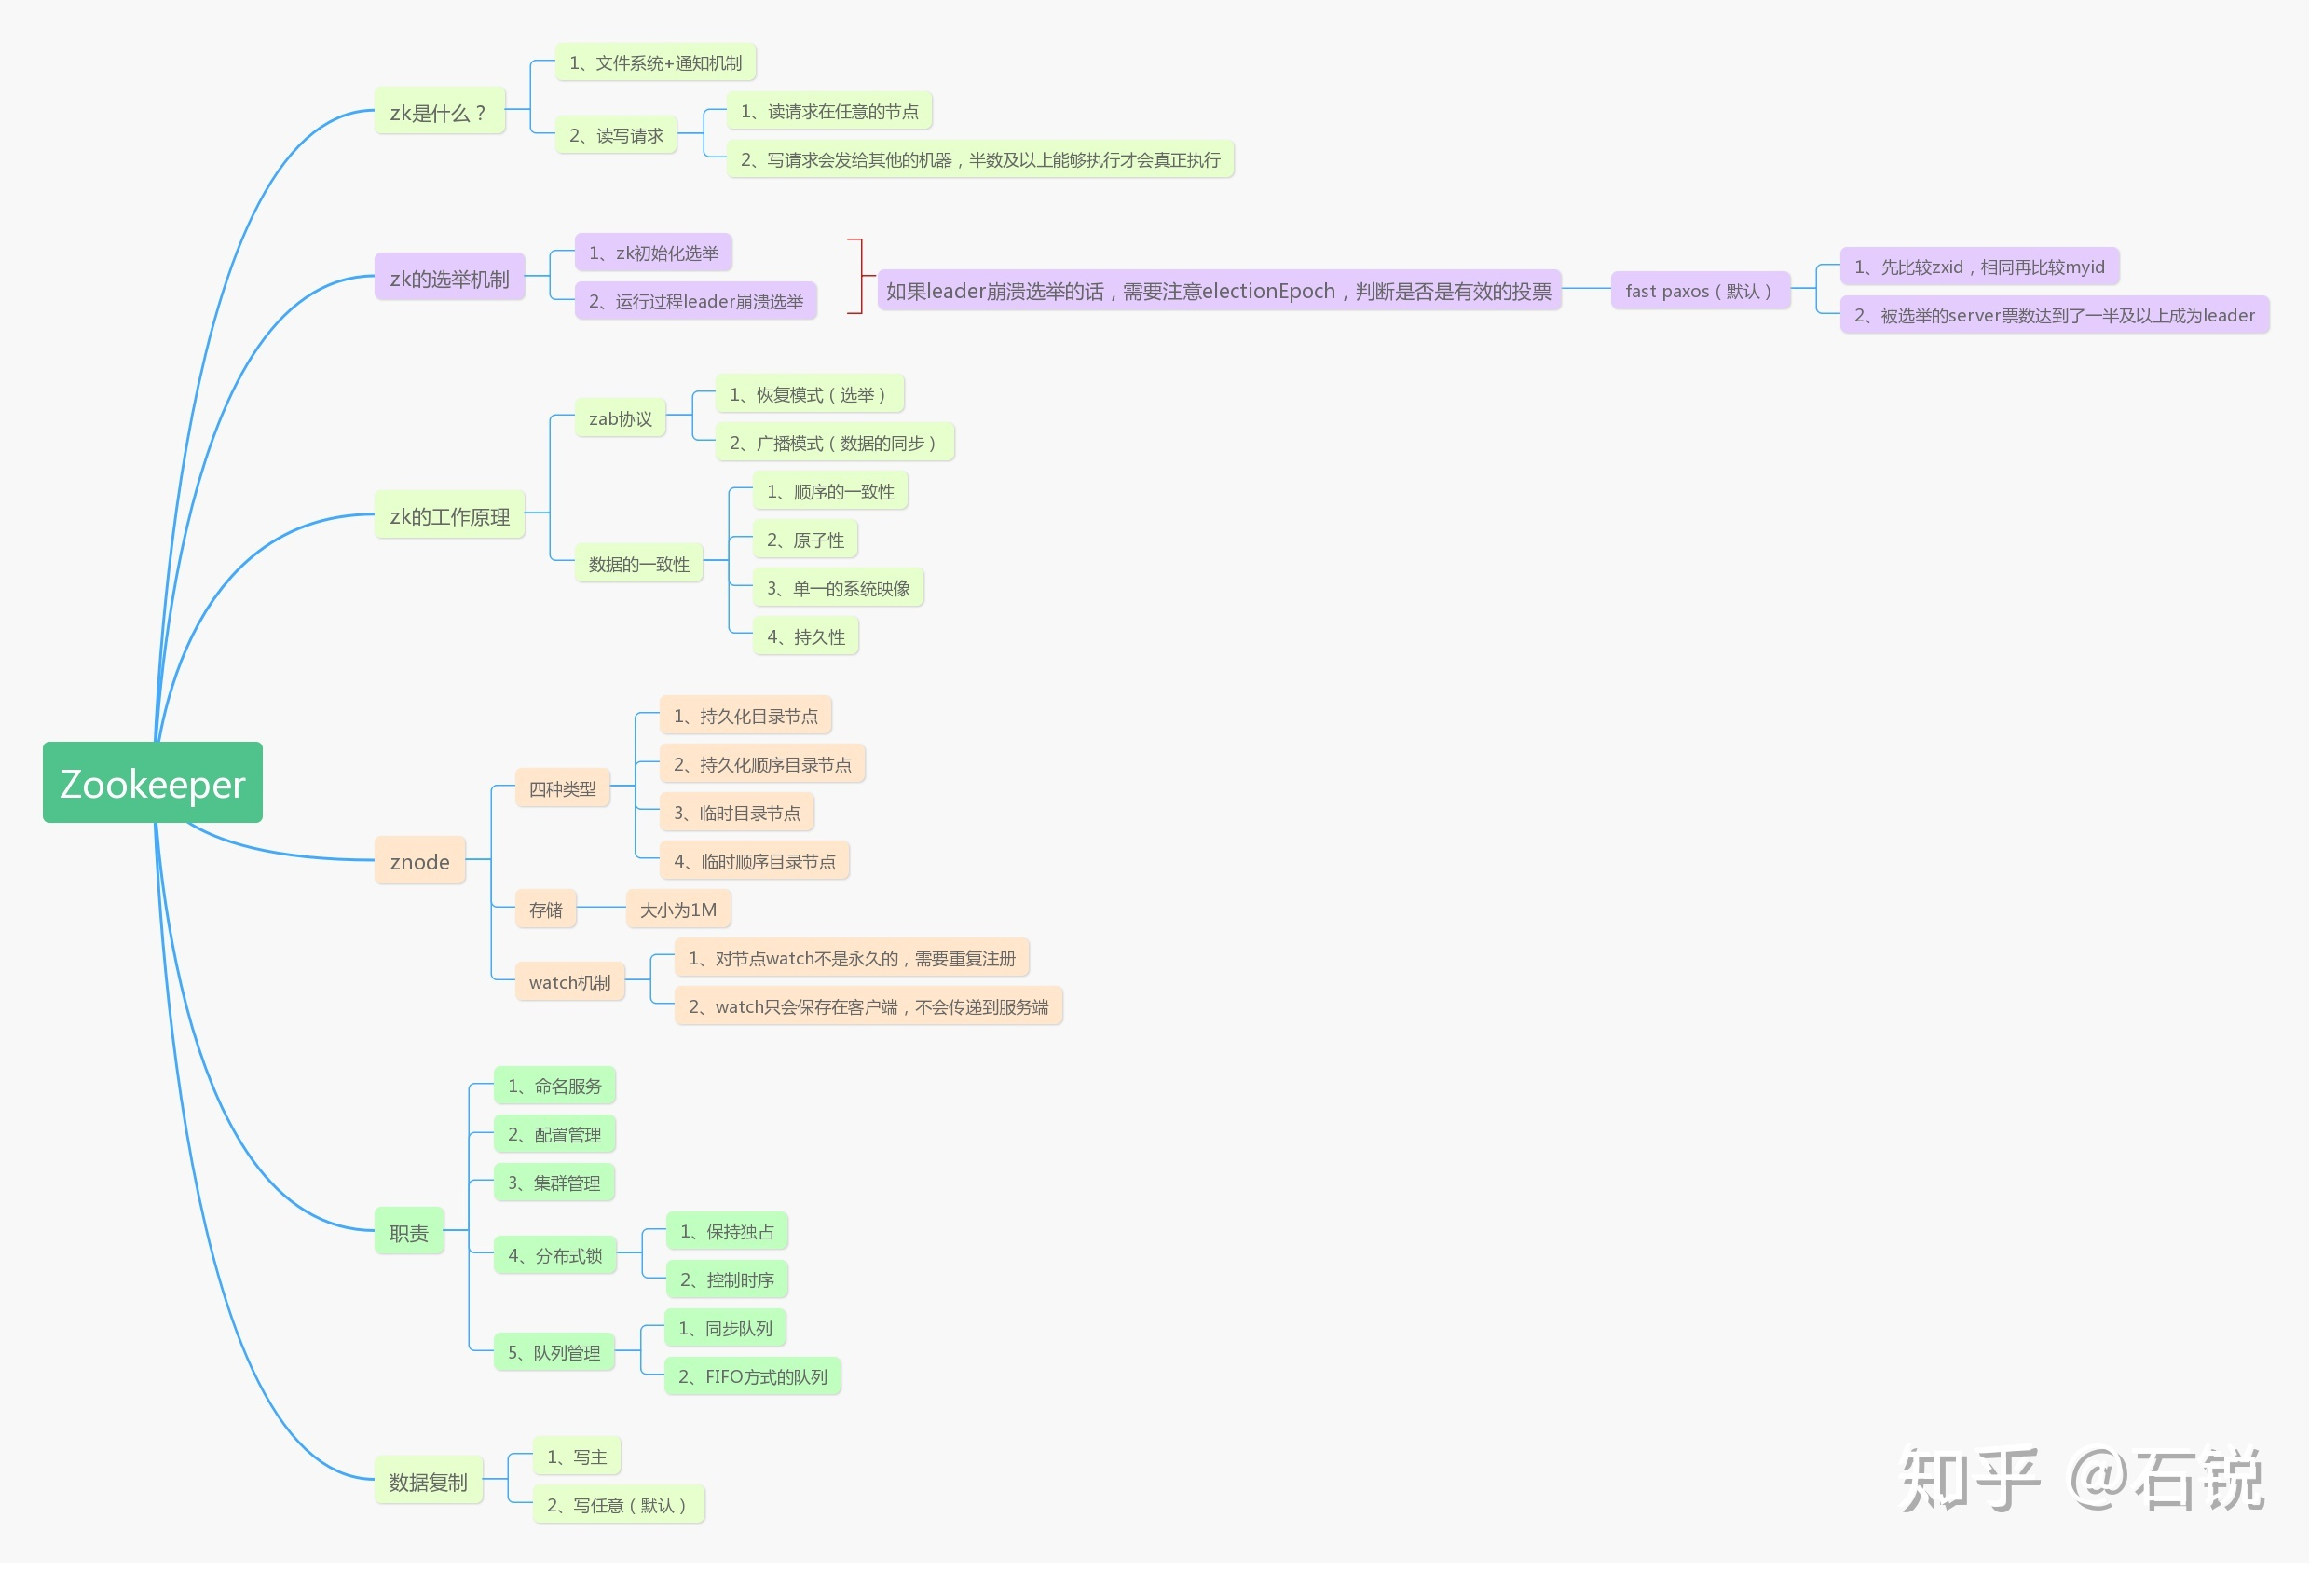 Zookeeper
zk是什么？
1、文件系统+通知机制
2、读写请求
1、读请求在任意的节点
2、写请求会发给其他的机器，半数及以上能够执行才会真正执行
zk的选举机制
1、zk初始化选举
2、运行过程leader崩溃选举
如果leader崩溃选举的话，需要注意electionEpoch，判断是否是有效的投票
fast paxos（默认）
1、先比较zxid，相同再比较myid
2、被选举的server票数达到了一半及以上成为leader
zk的工作原理
zab协议
1、恢复模式（选举）
2、广播模式（数据的同步）
数据的一致性
1、顺序的一致性
2、原子性
3、单一的系统映像
4、持久性
znode
四种类型
1、持久化目录节点
2、持久化顺序目录节点
3、临时目录节点
4、临时顺序目录节点
存储
大小为1M
watch机制
1、对节点watch不是永久的，需要重复注册
2、watch只会保存在客户端，不会传递到服务端
职责
1、命名服务
2、配置管理
3、集群管理
4、分布式锁
1、保持独占
2、控制时序
5、队列管理
1、同步队列
2、FIFO方式的队列
数据复制
1、写主
2、写任意（默认）
知乎 @石锐